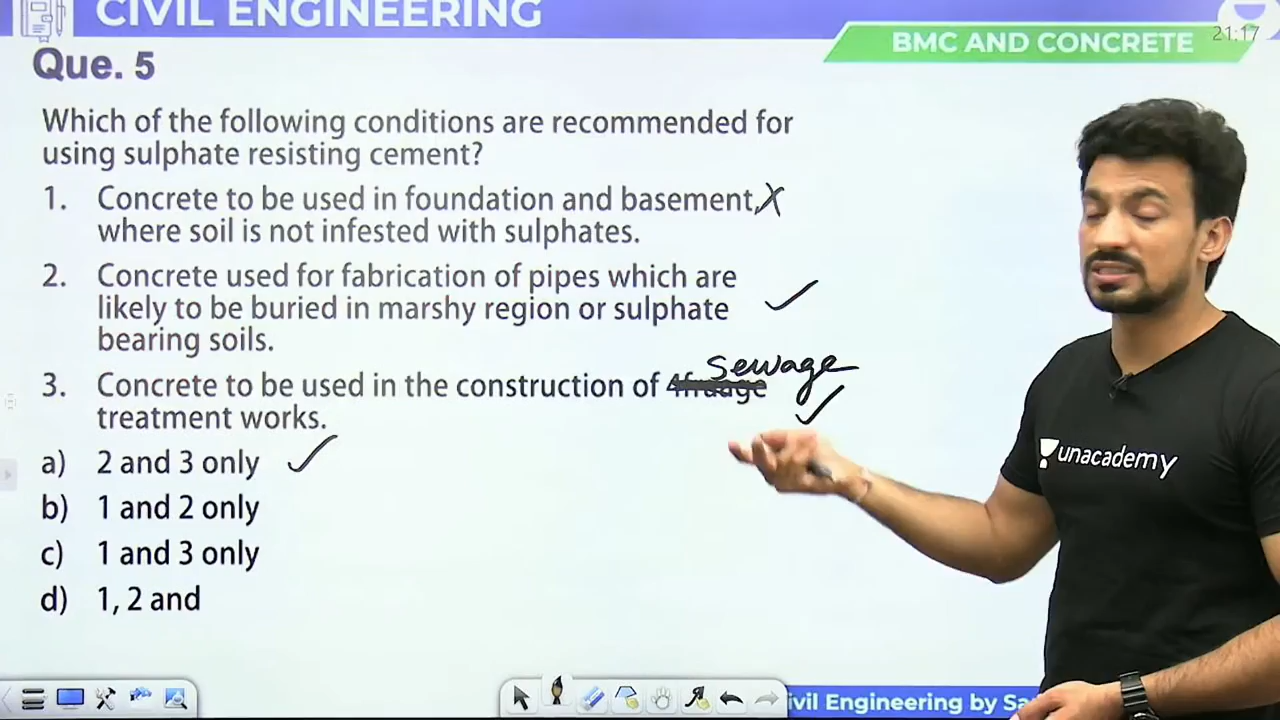 CIVIL ENGINEERING
BMC AND CONCRETE
21:17
Que. 5
Which of the following conditions are recommended for
using sulphate resisting cement?
1. Concrete to be used in foundation and basement,
where soil is not infested with sulphates.
2. Concrete used for fabrication of pipes which are
likely to be buried in marshy region or sulphate
bearing soils.
sewage
3. Concrete to be used in the construction of
treatment works.
a) 2 and 3 only
b) 1 and 2 only
c) 1 and 3 only
d) 1, 2 and
unacademy
Civil Engineering by